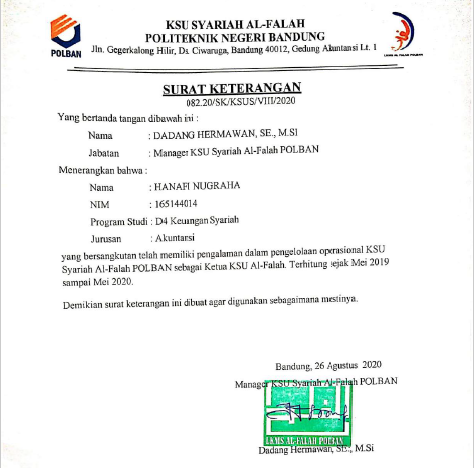 KSU SYARIAH AL-FALAH
POLITEKNIK NEGERI BANDUNG
Jln. Gegerkalong Hilir, Ds. Ciwaruga, Bandung 40012, Gedung Akuntansi Lt. 1
POLBAN
LKMS AL FALAH POLBAN
SURAT KETERANGAN
082.20/SK/KSUS/VIII/2020
Yang bertanda tangan dibawah ini :
Nama : DADANG HERMAWAN, SE., M.SI
Jabatan : Manager KSU Syariah Al-Falah POLBAN
Menerangkan bahwa :
Nama : HANAFI NUGRAHA
NIM : 165144014
Program Studi : D4 Keuangan Syariah
Jurusan : Akuntansi
yang bersangkutan telah memiliki pengalaman dalam pengelolaan operasional KSU
Syariah Al-Falah POLBAN sebagai Ketua KSU Al-Falah. Terhitung sejak Mei 2019
sampai Mei 2020.
Demikian surat keterangan ini dibuat agar digunakan sebagaimana mestinya.
Bandung, 26 Agustus 2020
Manager KSU Syariah Al-Falah POLBAN
LKMS AL-FALAH POLBAN
Dadang Hermawan, SE., M.Si